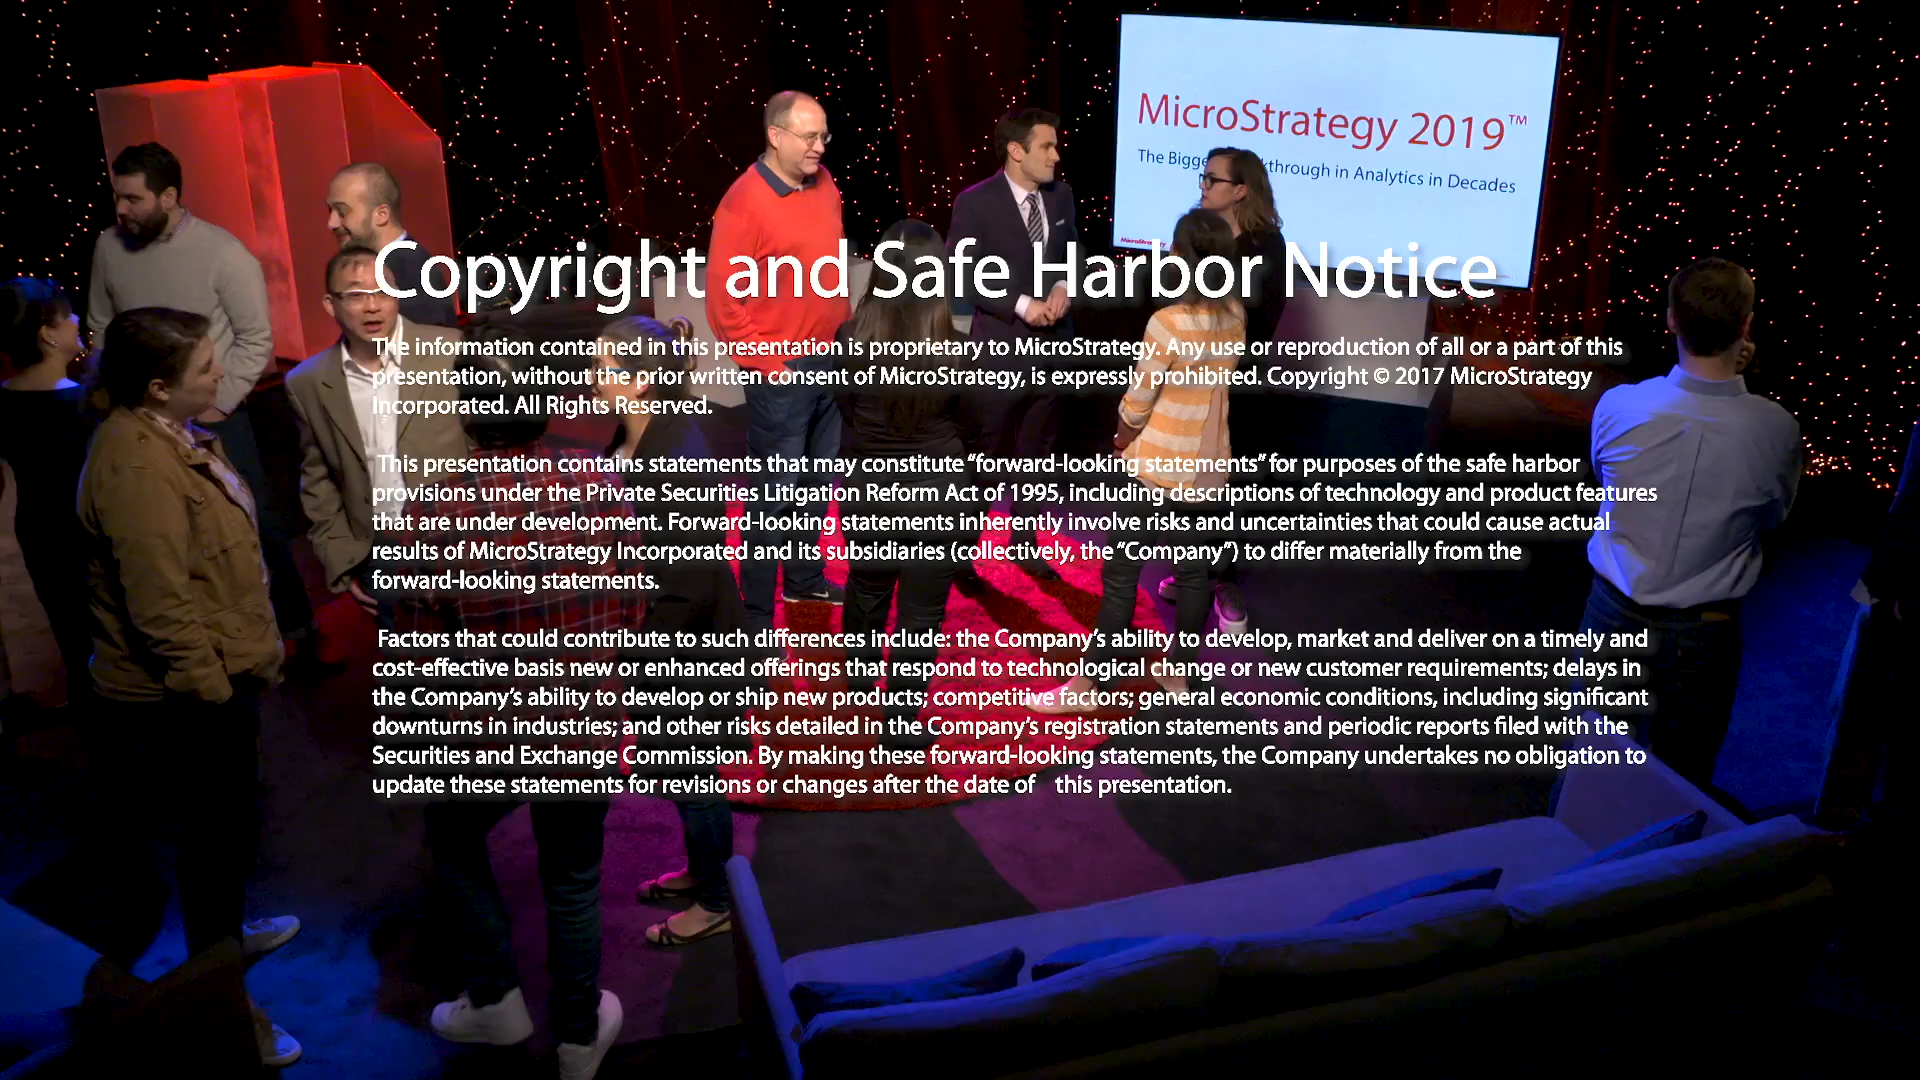 MicroStrategy 2019™
The Bigge kthrough in Analytics in Decades
MicroStrategy
Copyright and Safe Harbor Notice
The information contained in this presentation is proprietary to MicroStrategy. Any use or reproduction of all or a part of this
presentation, without the prior written consent of MicroStrategy, is expressly prohibited. Copyright © 2017 MicroStrategy
Incorporated. All Rights Reserved.
This presentation contains statements that may constitute “forward-looking statements” for purposes of the safe harbor
provisions under the Private Securities Litigation Reform Act of 1995, including descriptions of technology and product features
that are under development. Forward-looking statements inherently involve risks and uncertainties that could cause actual
results of MicroStrategy Incorporated and its subsidiaries (collectively, the “Company”) to differ materially from the
forward-looking statements.
Factors that could contribute to such differences include: the Company’s ability to develop, market and deliver on a timely and
cost-effective basis new or enhanced offerings that respond to technological change or new customer requirements; delays in
the Company’s ability to develop or ship new products; competitive factors; general economic conditions, including significant
downturns in industries; and other risks detailed in the Company’s registration statements and periodic reports filed with the
Securities and Exchange Commission. By making these forward-looking statements, the Company undertakes no obligation to
update these statements for revisions or changes after the date of this presentation.